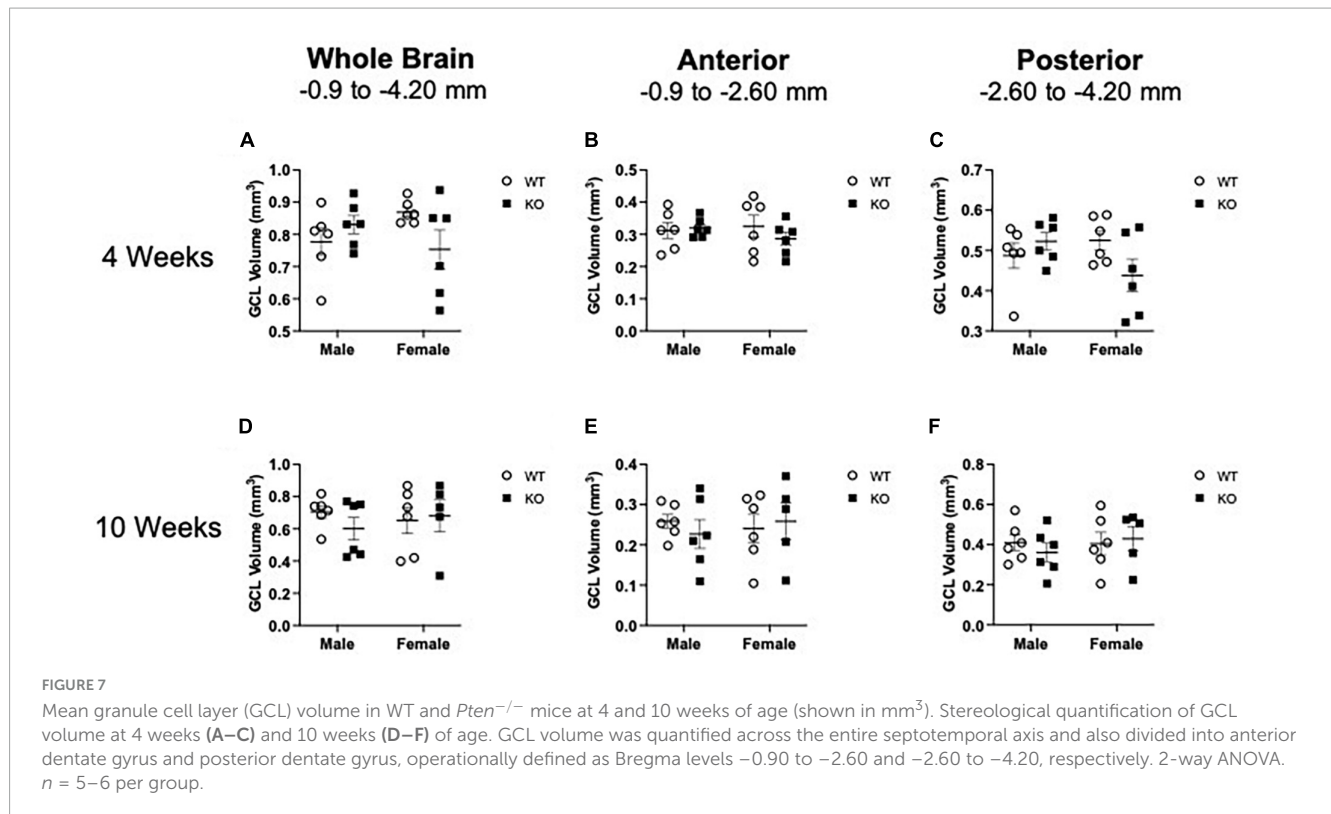 Whole Brain
-0.9 to -4.20 mm
Anterior
-0.9 to -2.60 mm
Posterior
-2.60 to -4.20 mm
4 Weeks
A
GCL Volume (mm³)
1.0
0.9
0.8
0.7
0.6
0.5
Male
Female
WT
KO
B
GCL Volume (mm³)
0.5
0.4
0.3
0.2
0.1
0.0
Male
Female
WT
KO
C
GCL Volume (mm³)
0.7
0.6
0.5
0.4
0.3
Male
Female
WT
KO
10 Weeks
D
GCL Volume (mm³)
1.0
0.8
0.6
0.4
0.2
0.0
Male
Female
WT
KO
E
GCL Volume (mm³)
0.4
0.3
0.2
0.1
0.0
Male
Female
WT
KO
F
GCL Volume (mm³)
0.8
0.6
0.4
0.2
0.0
Male
Female
WT
KO
FIGURE 7
Mean granule cell layer (GCL) volume in WT and Pten−/− mice at 4 and 10 weeks of age (shown in mm³). Stereological quantification of GCL
volume at 4 weeks (A–C) and 10 weeks (D–F) of age. GCL volume was quantified across the entire septotemporal axis and also divided into anterior
dentate gyrus and posterior dentate gyrus, operationally defined as Bregma levels −0.90 to −2.60 and −2.60 to −4.20, respectively. 2-way ANOVA.
n = 5–6 per group.